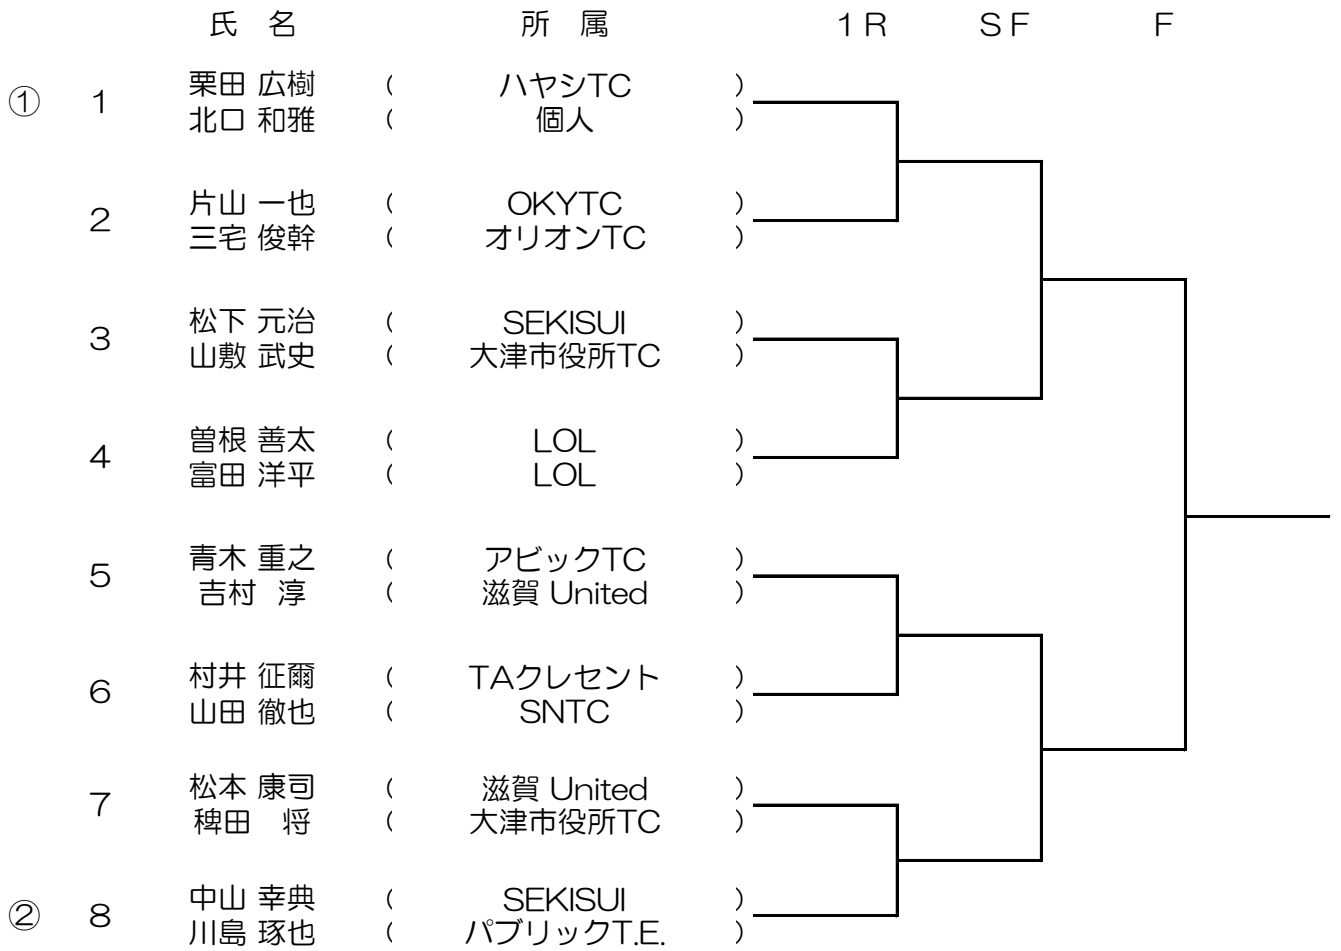 氏 名 所 属 1R SF F
① 1 栗田 広樹 ( ハヤシTC )
北口 和雅 ( 個人 )
2 片山 一也 ( OKYTC )
三宅 俊幹 ( オリオンTC )
3 松下 元治 ( SEKISUI )
山敷 武史 ( 大津市役所TC )
4 曽根 善太 ( LOL )
富田 洋平 ( LOL )
5 青木 重之 ( アビックTC )
吉村 淳 ( 滋賀 United )
6 村井 征爾 ( TAクレセント )
山田 徹也 ( SNTC )
7 松本 康司 ( 滋賀 United )
稗田 将 ( 大津市役所TC )
② 8 中山 幸典 ( SEKISUI )
川島 琢也 ( パブリックT.E. )